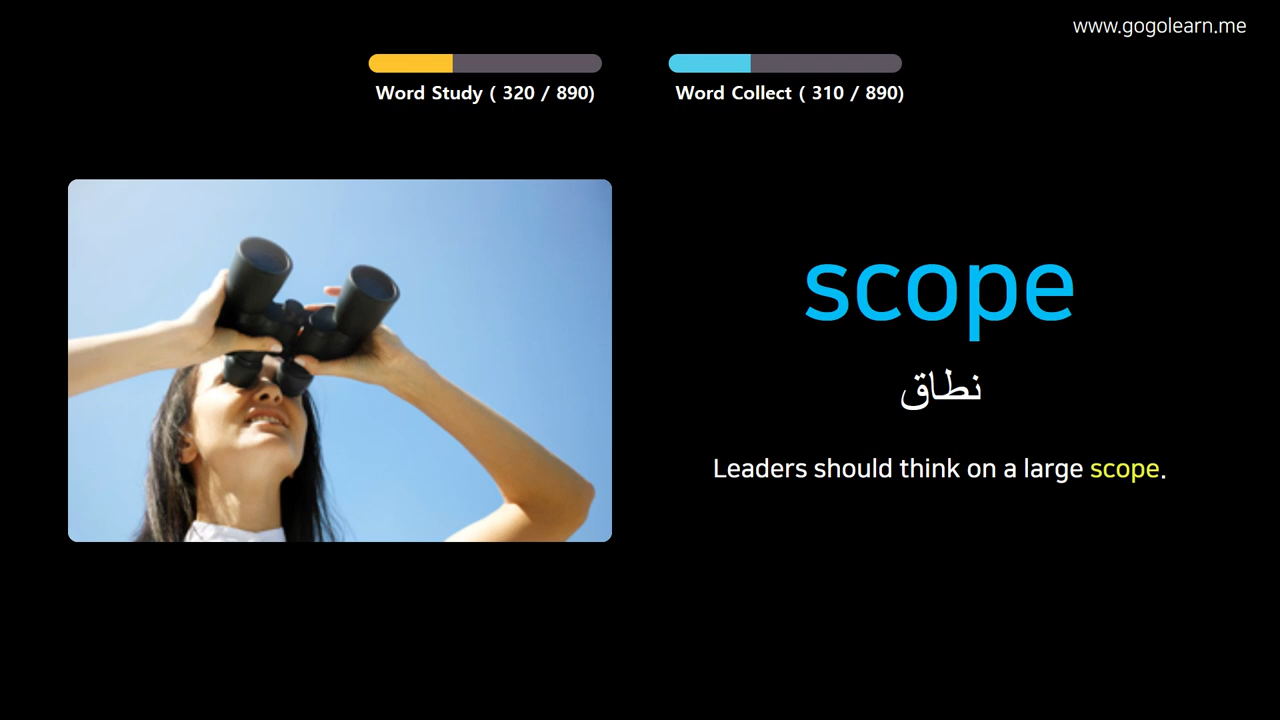 www.gogolearn.me
Word Study ( 320 / 890)
Word Collect ( 310 / 890)
scope
نطاق
Leaders should think on a large scope.